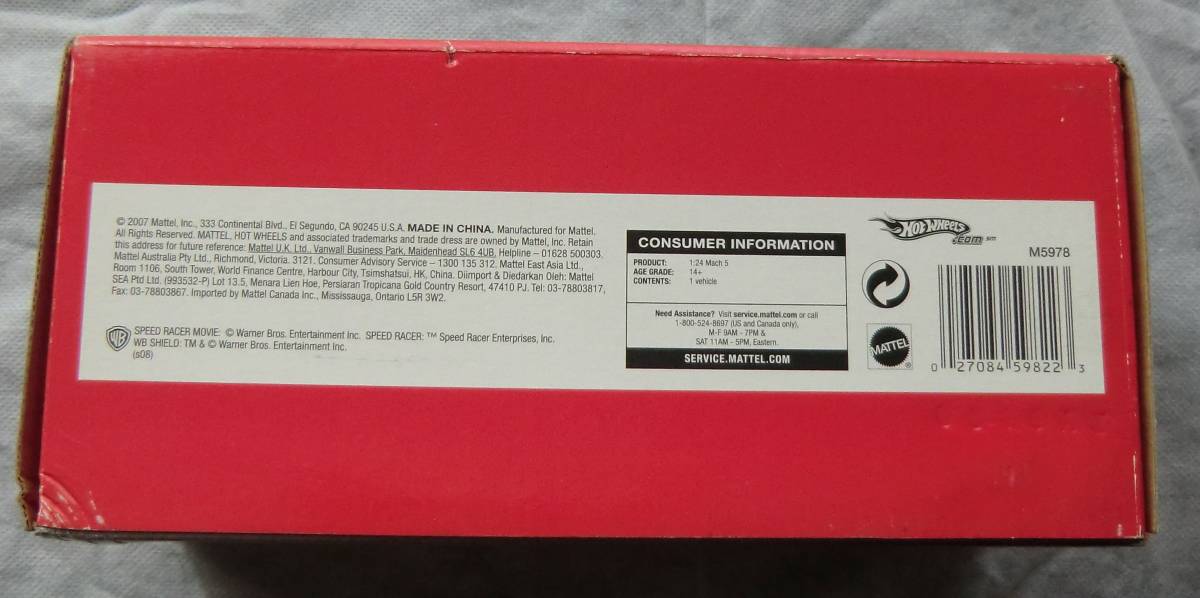 © 2007 Mattel, Inc., 333 Continental Blvd., El Segundo, CA 90245 U.S.A. MADE IN CHINA. Manufactured for Mattel.
All Rights Reserved. MATTEL, HOT WHEELS and associated trademarks and trade dress are owned by Mattel, Inc. Retain
this address for future reference: Mattel U.K. Ltd., Vanwall Business Park, Maidenhead SL6 4UB, Helpline – 01628 500303.
Mattel Australia Pty Ltd., Richmond, Victoria. 3121. Consumer Advisory Service – 1300 135 312. Mattel East Asia Ltd.,
Room 1106, South Tower, World Finance Centre, Harbour City, Tsimshatsui, HK, China. Diimport & Diedarkan Oleh: Mattel
SEA Ptd Ltd. (993532-P) Lot 13.5, Menara Lien Hoe, Persiaran Tropicana Gold Country Resort, 47410 PJ. Tel: 03-78803817,
Fax: 03-78803867. Imported by Mattel Canada Inc., Mississauga, Ontario L5R 3W2.
WB
SPEED RACER MOVIE: © Warner Bros. Entertainment Inc. SPEED RACER: ™ Speed Racer Enterprises, Inc.
WB SHIELD: TM & © Warner Bros. Entertainment Inc.
(s08)
CONSUMER INFORMATION
PRODUCT: 1:24 Mach 5
AGE GRADE: 14+
CONTENTS: 1 vehicle
Need Assistance? Visit service.mattel.com or call
1-800-524-8697 (US and Canada only),
M-F 9AM - 7PM &
SAT 11AM - 5PM, Eastern.
SERVICE.MATTEL.COM
HOT WHEELS
.com SM
MATTEL ®
M5978
0 27084 59822 3